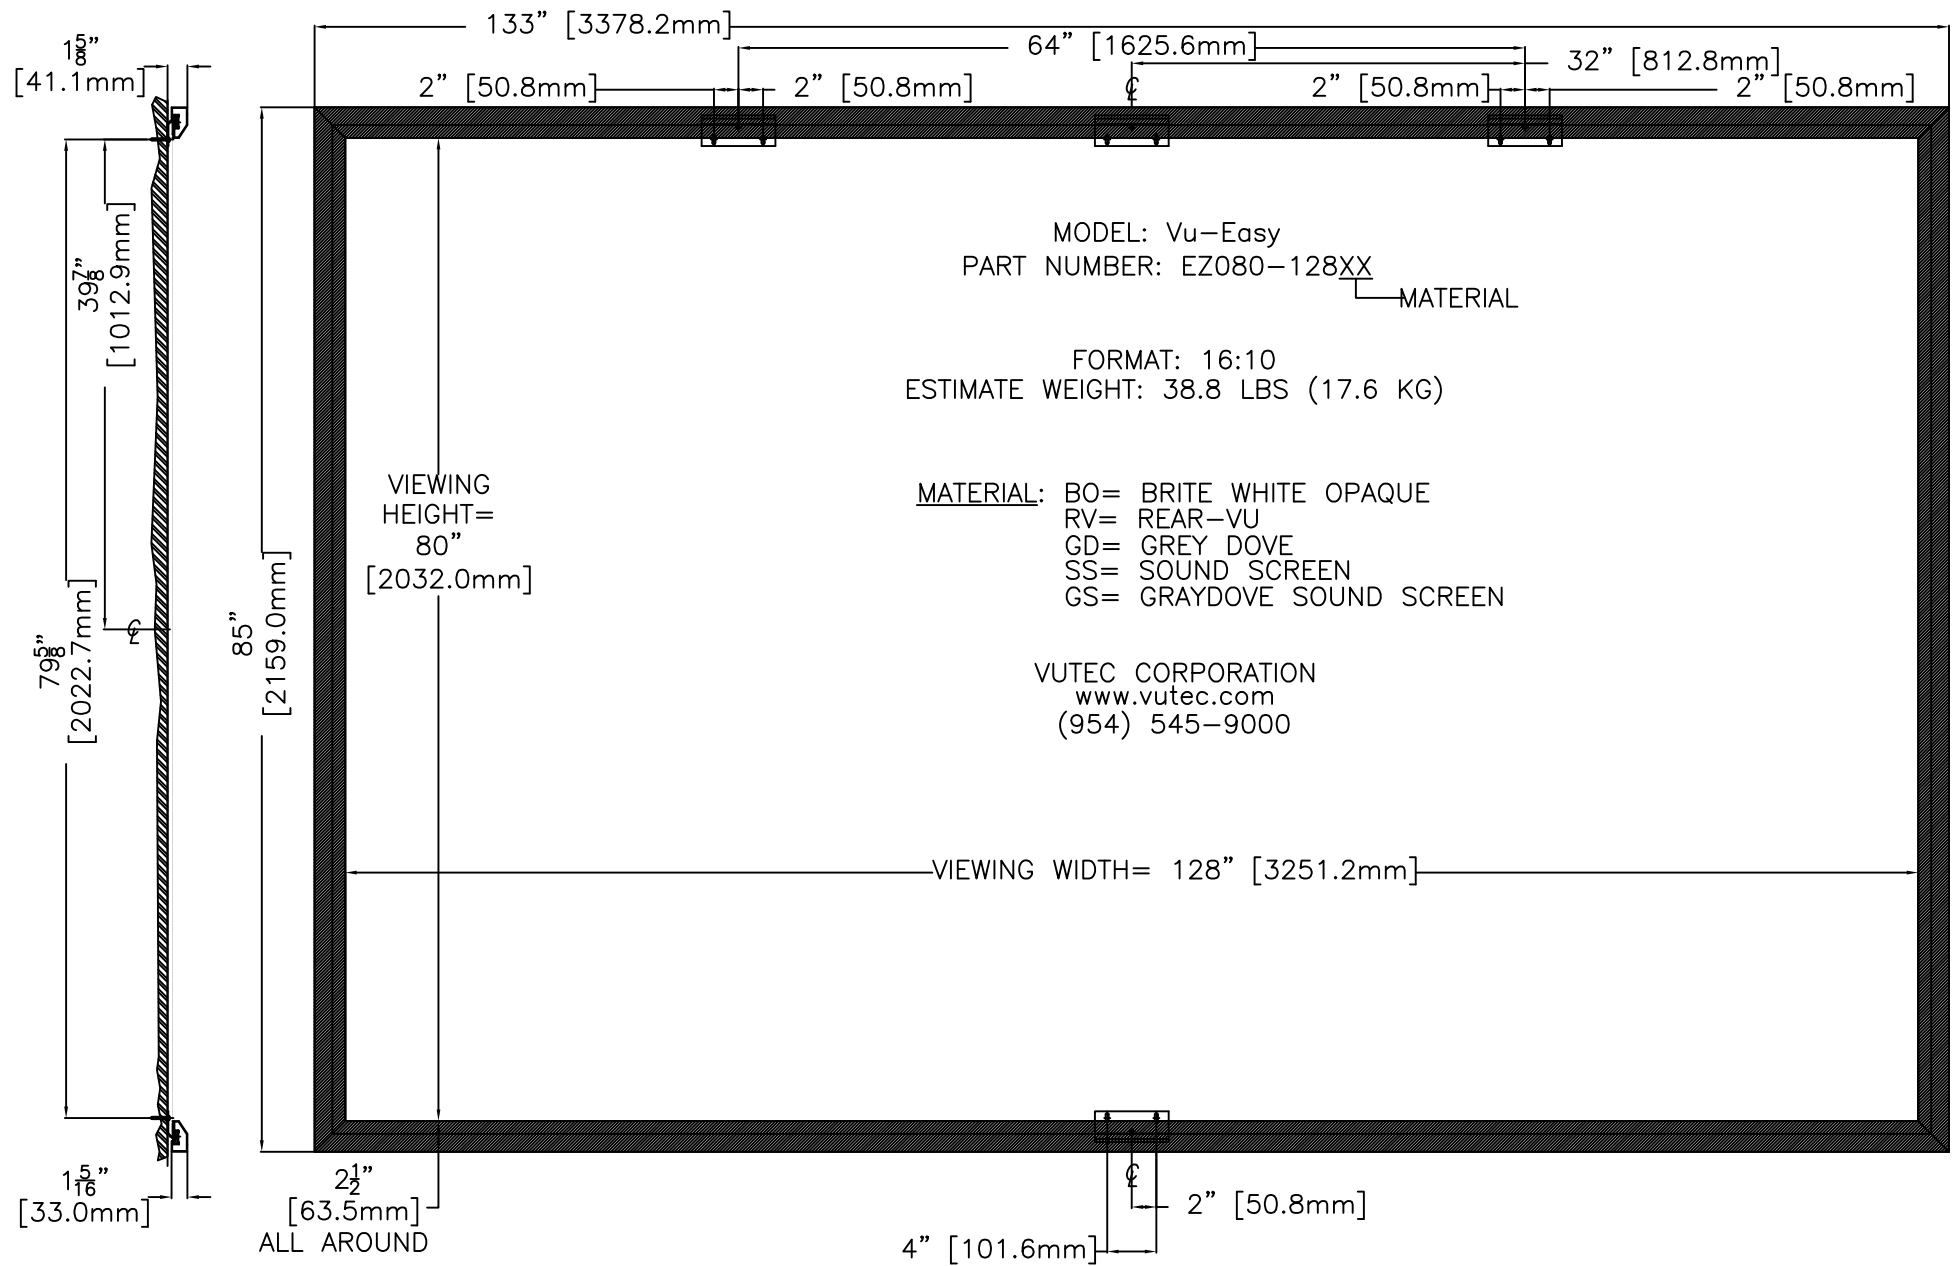 133" [3378.2mm]
64" [1625.6mm]
32" [812.8mm]
1 5/8"
[41.1mm]
2" [50.8mm]
2" [50.8mm]
℄
2" [50.8mm]
2" [50.8mm]
39 7/8"
[1012.9mm]
MODEL: Vu-Easy
PART NUMBER: EZ080-128XX
MATERIAL
FORMAT: 16:10
ESTIMATE WEIGHT: 38.8 LBS (17.6 KG)
VIEWING
HEIGHT=
80"
[2032.0mm]
MATERIAL: BO= BRITE WHITE OPAQUE
RV= REAR-VU
GD= GREY DOVE
SS= SOUND SCREEN
GS= GRAYDOVE SOUND SCREEN
℄
79 5/8"
[2022.7mm]
85"
[2159.0mm]
VUTEC CORPORATION
www.vutec.com
(954) 545-9000
VIEWING WIDTH= 128" [3251.2mm]
1 5/16"
[33.0mm]
2 1/2"
[63.5mm]
ALL AROUND
℄
2" [50.8mm]
4" [101.6mm]